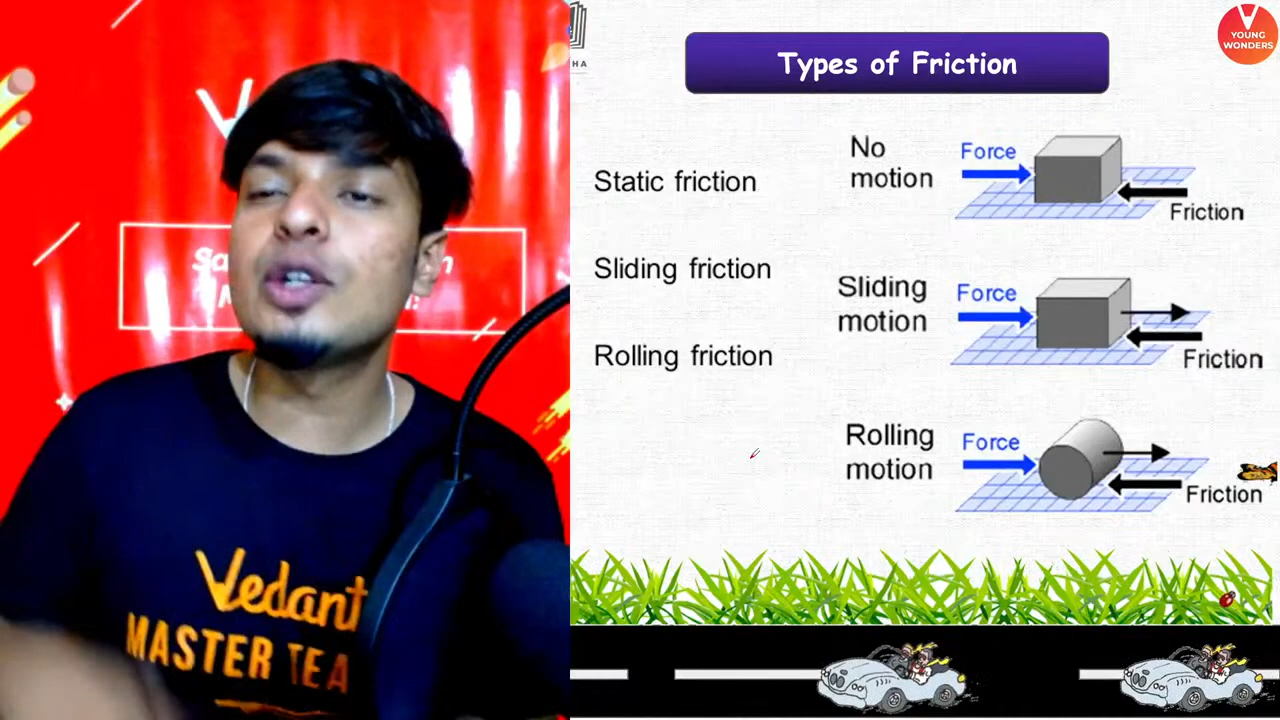 Vedant
MASTER TEA
HA
YOUNG
WONDERS
Types of Friction
Static friction
Sliding friction
Rolling friction
No
motion
Force
Friction
Sliding
motion
Force
Friction
Rolling
motion
Force
Friction